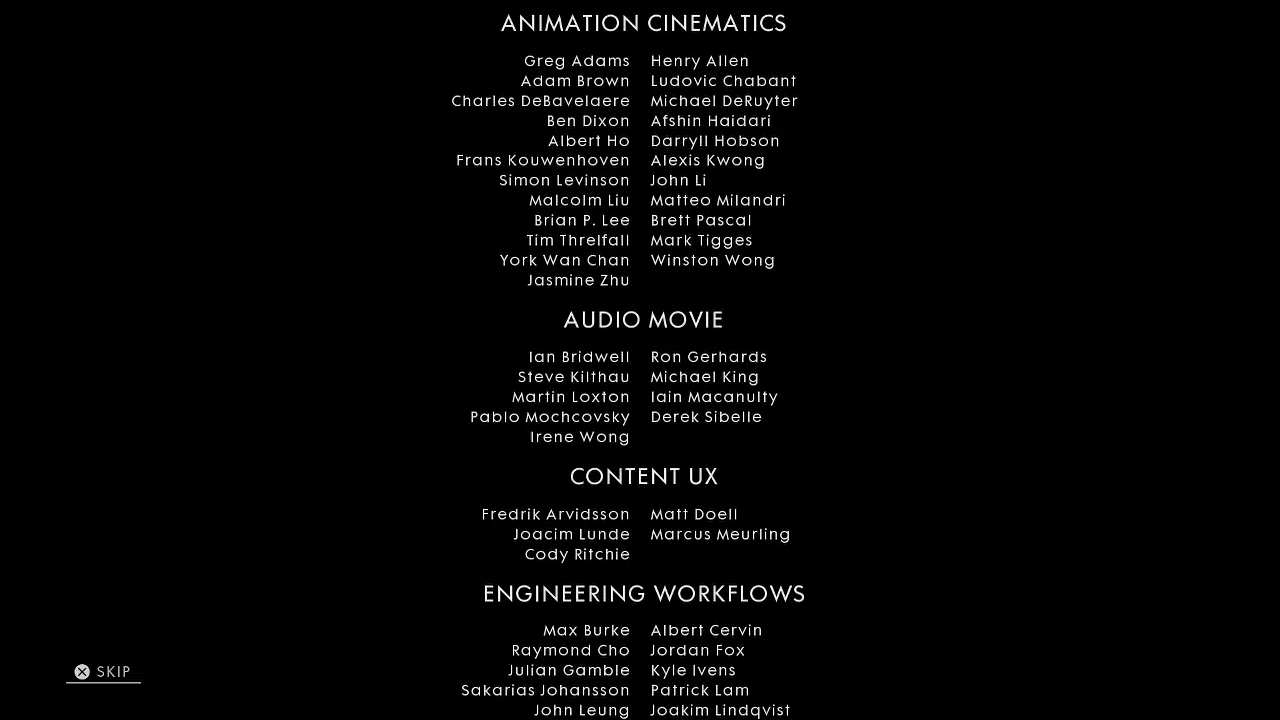 ANIMATION CINEMATICS
Greg Adams Henry Allen
Adam Brown Ludovic Chabant
Charles DeBavelaere Michael DeRuyter
Ben Dixon Afshin Haidari
Albert Ho Darryll Hobson
Frans Kouwenhoven Alexis Kwong
Simon Levinson John Li
Malcolm Liu Matteo Milandri
Brian P. Lee Brett Pascal
Tim Threlfall Mark Tigges
York Wan Chan Winston Wong
Jasmine Zhu
AUDIO MOVIE
Ian Bridwell Ron Gerhards
Steve Kilthau Michael King
Martin Loxton Iain Macanulty
Pablo Mochcovsky Derek Sibelle
Irene Wong
CONTENT UX
Fredrik Arvidsson Matt Doell
Joacim Lunde Marcus Meurling
Cody Ritchie
ENGINEERING WORKFLOWS
Max Burke Albert Cervin
Raymond Cho Jordan Fox
Julian Gamble Kyle Ivens
Sakarias Johansson Patrick Lam
John Leung Joakim Lindqvist
SKIP